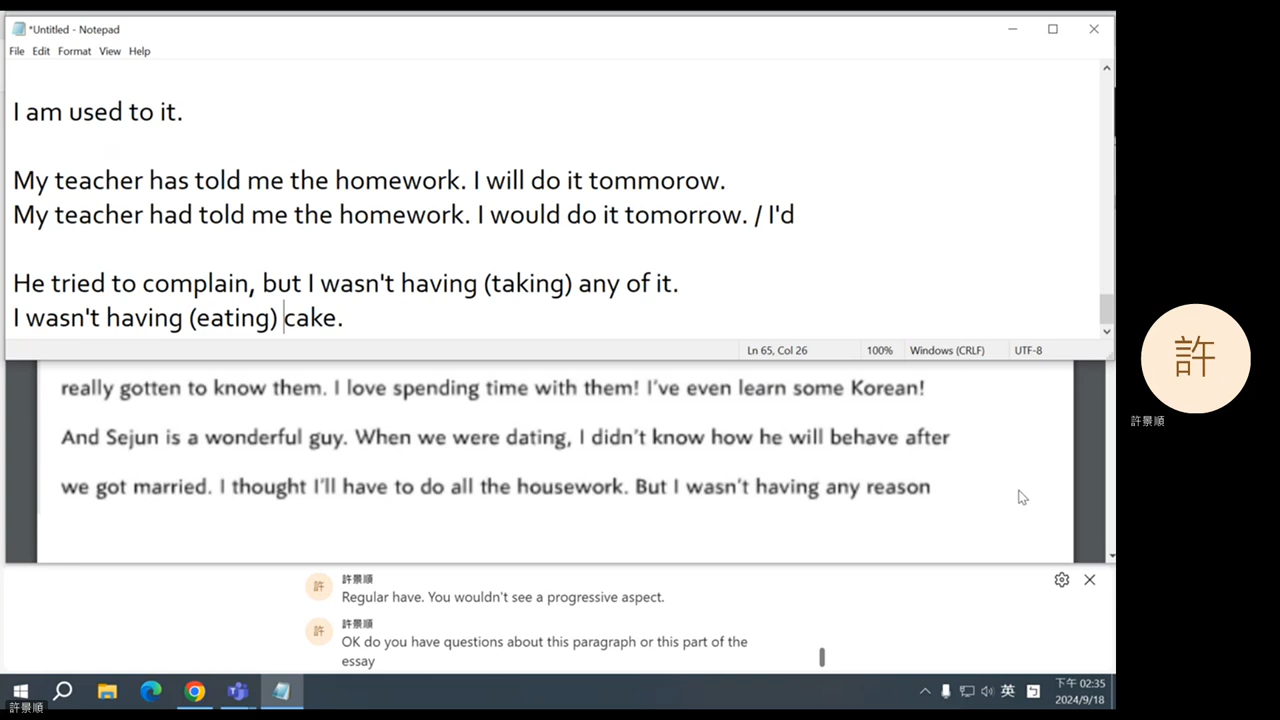 *Untitled - Notepad
File Edit Format View Help
I am used to it.
My teacher has told me the homework. I will do it tommorow.
My teacher had told me the homework. I would do it tomorrow. / I'd
He tried to complain, but I wasn't having (taking) any of it.
I wasn't having (eating) cake.
Ln 65, Col 26 100% Windows (CRLF) UTF-8
really gotten to know them. I love spending time with them! I've even learn some Korean!
And Sejun is a wonderful guy. When we were dating, I didn't know how he will behave after
we got married. I thought I'll have to do all the housework. But I wasn't having any reason
許
許景順
許 許景順
Regular have. You wouldn't see a progressive aspect.
許 許景順
OK do you have questions about this paragraph or this part of the
essay
英 下午 02:35
2024/9/18
許景順